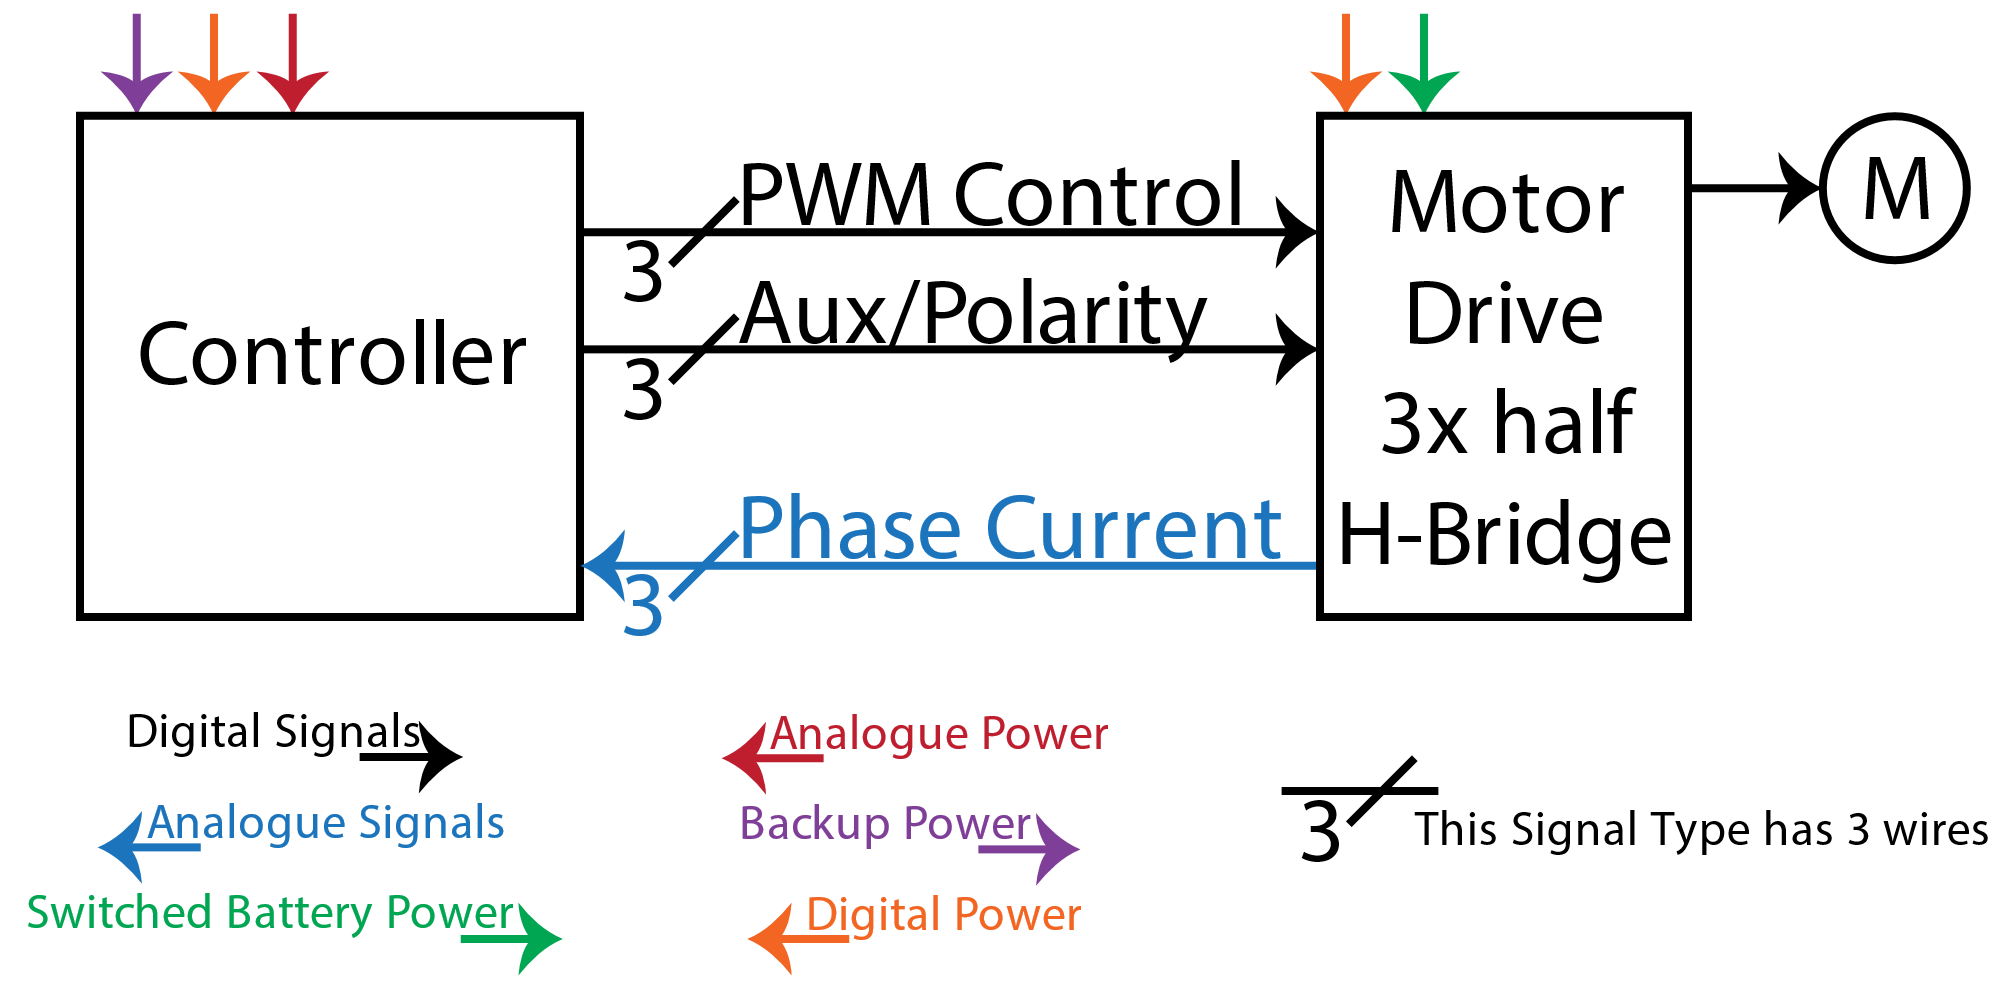 PWM Control
3
Aux/Polarity
3
Controller
Phase Current
3
Motor
Drive
3x half
H-Bridge
M
Digital Signals
Analogue Signals
Switched Battery Power
Analogue Power
Backup Power
Digital Power
3
This Signal Type has 3 wires